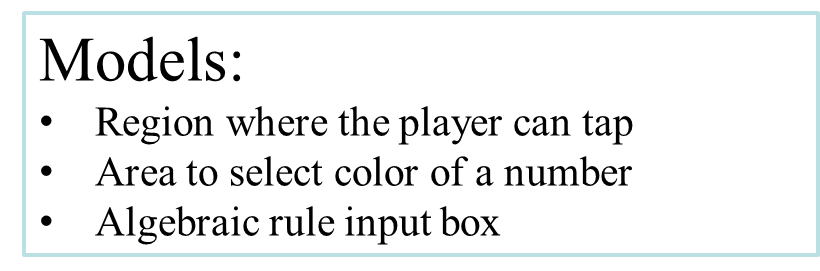 Models:
• Region where the player can tap
• Area to select color of a number
• Algebraic rule input box